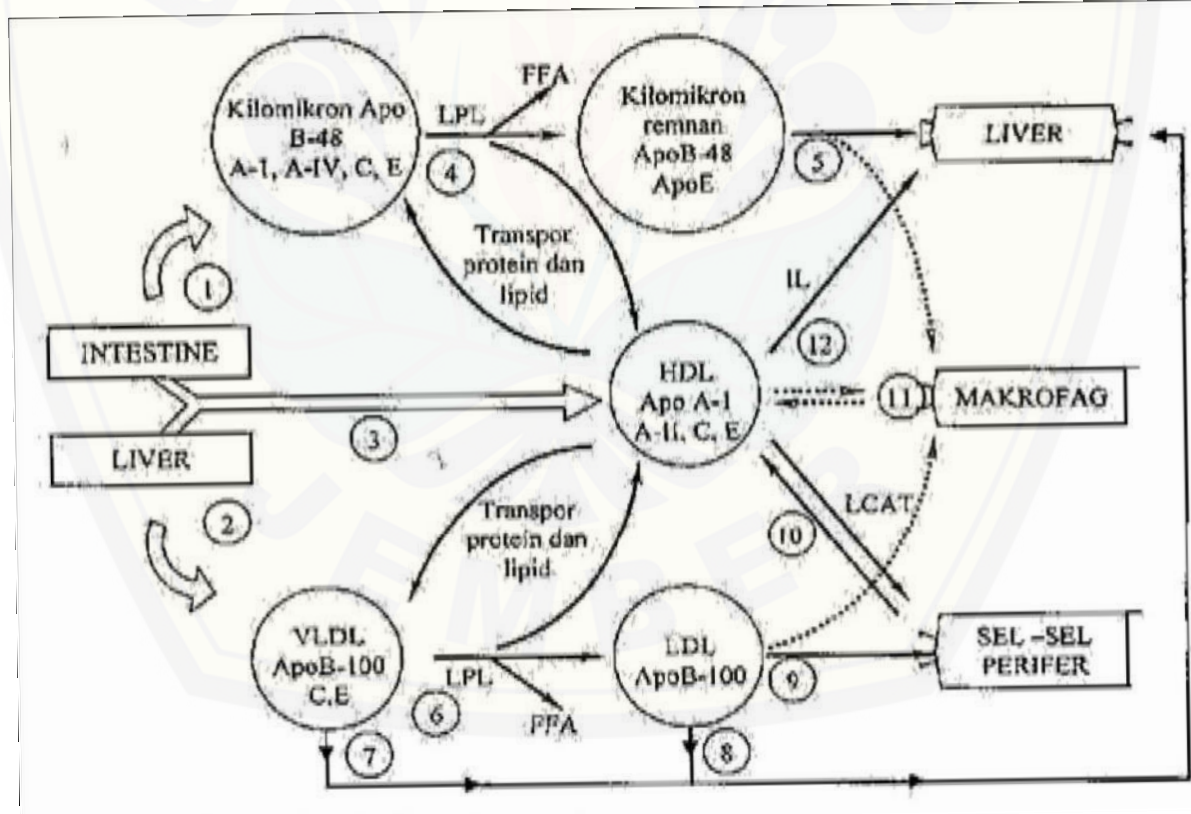 Kilomikron Apo
B-48
A-I, A-IV, C, E
LPL
FFA
4
Kilomikron
remnan
ApoB-48
ApoE
5
LIVER
1
Transpor
protein dan
lipid
IL
12
INTESTINE
LIVER
3
HDL
Apo A-I
A-II, C, E
11
MAKROFAG
2
Transpor
protein dan
lipid
10
LCAT
VLDL
ApoB-100
C,E
LPL
6
FFA
7
LDL
ApoB-100
8
9
SEL-SEL
PERIFER